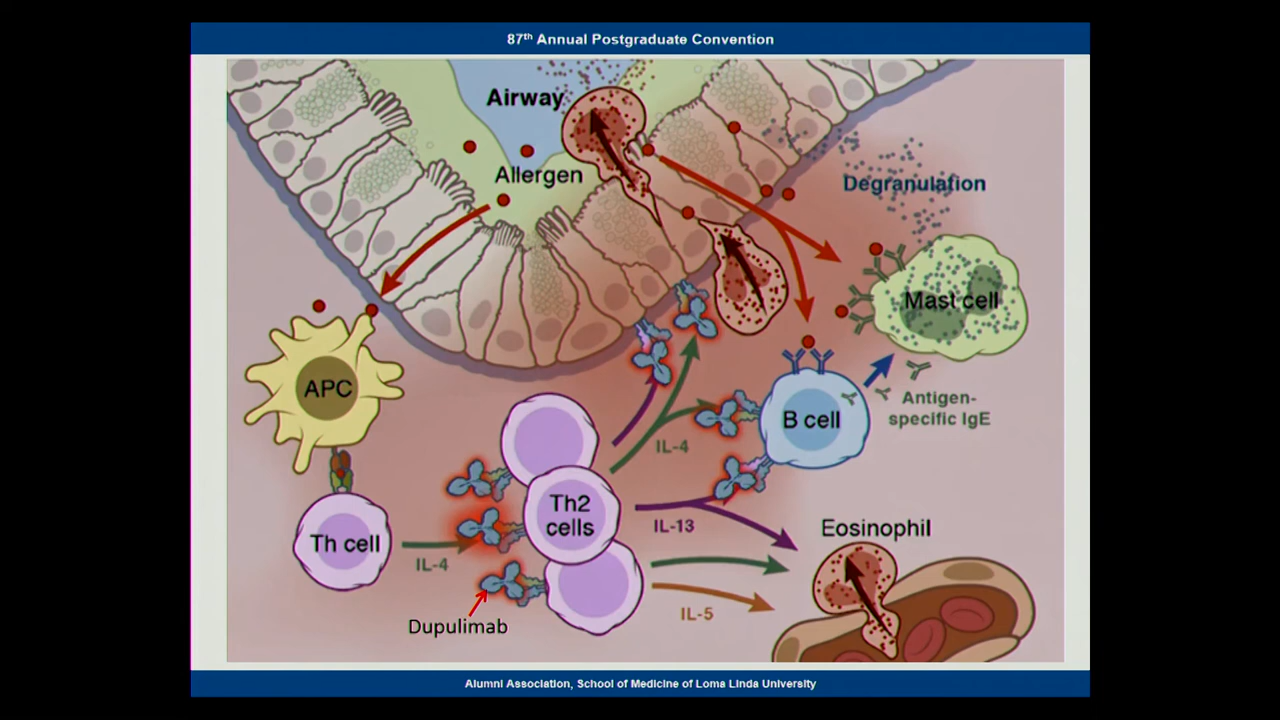 87th Annual Postgraduate Convention
Airway
Allergen
Degranulation
Mast cell
APC
B cell
Antigen-
specific IgE
IL-4
Th2
cells
IL-13
Eosinophil
Th cell
IL-4
IL-5
Dupulimab
Alumni Association, School of Medicine of Loma Linda University